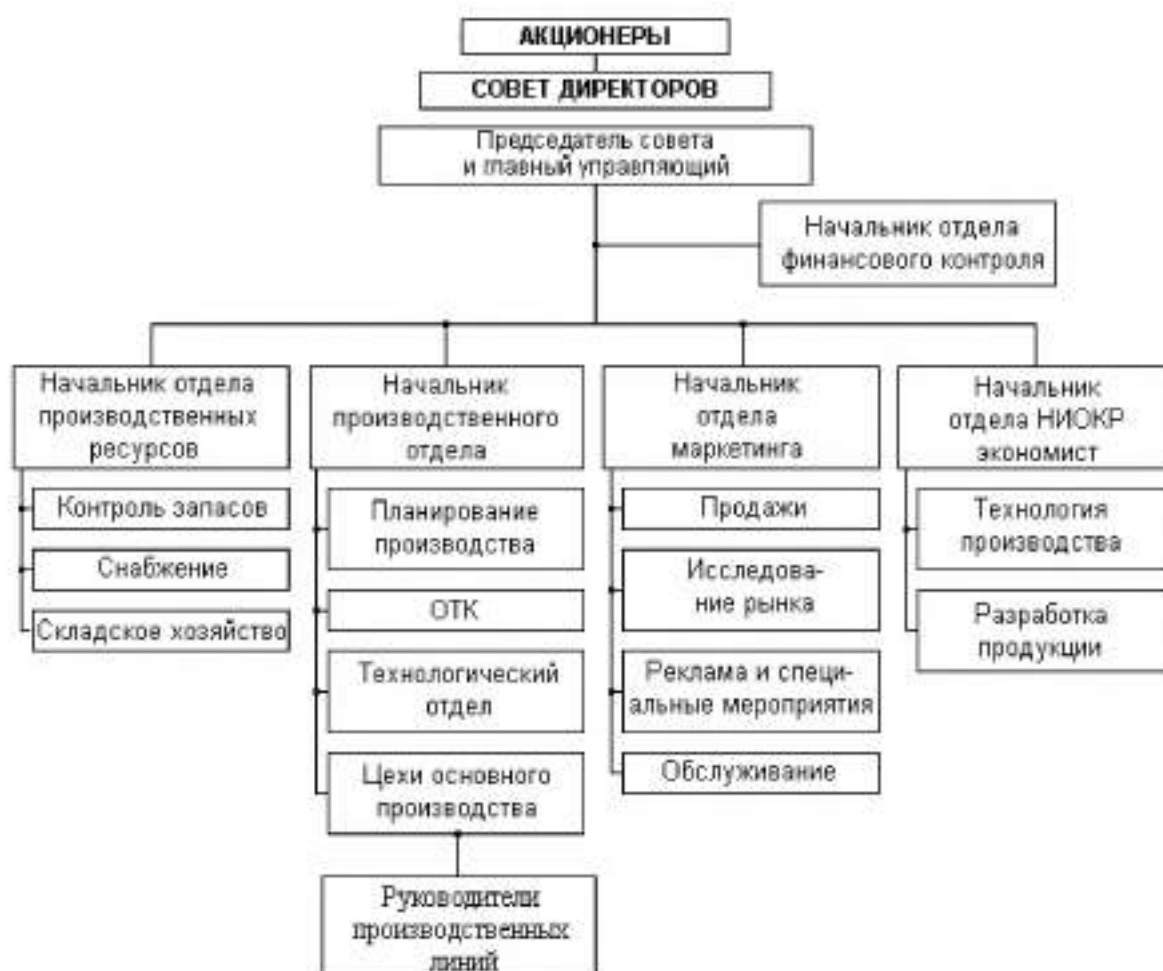 АКЦИОНЕРЫ
СОВЕТ ДИРЕКТОРОВ
Председатель совета
и главный управляющий
Начальник отдела
финансового контроля
Начальник отдела
производственных
ресурсов
Контроль запасов
Снабжение
Складское хозяйство
Начальник
производственного
отдела
Планирование
производства
ОТК
Технологический
отдел
Цехи основного
производства
Руководители
производственных
линий
Начальник
отдела
маркетинга
Продажи
Исследова-
ние рынка
Реклама и специ-
альные мероприятия
Обслуживание
Начальник
отдела НИОКР
экономист
Технология
производства
Разработка
продукции